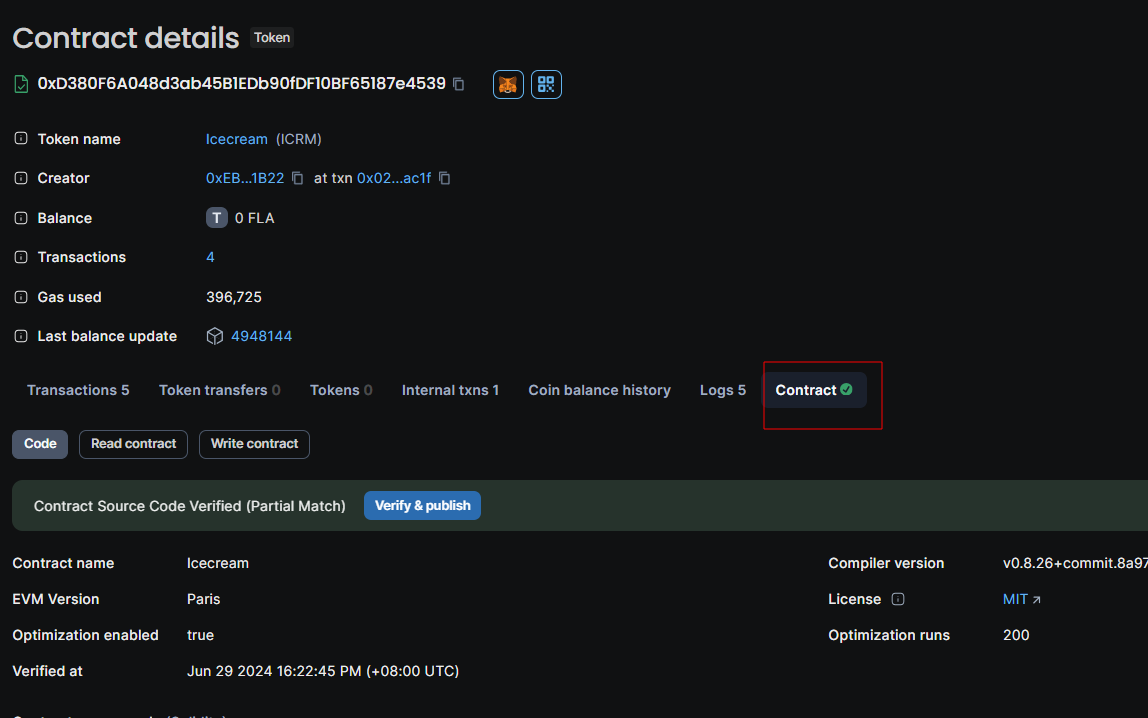 Contract details Token
0xD380F6A048d3ab45B1EDb90fDF10BF65187e4539
Token name Icecream (ICRM)
Creator 0xEB...1B22 at txn 0x02...ac1f
Balance T 0 FLA
Transactions 4
Gas used 396,725
Last balance update 4948144
Transactions 5 Token transfers 0 Tokens 0 Internal txns 1 Coin balance history Logs 5 Contract
Code Read contract Write contract
Contract Source Code Verified (Partial Match) Verify & publish
Contract name Icecream Compiler version v0.8.26+commit.8a97
EVM Version Paris License MIT
Optimization enabled true Optimization runs 200
Verified at Jun 29 2024 16:22:45 PM (+08:00 UTC)